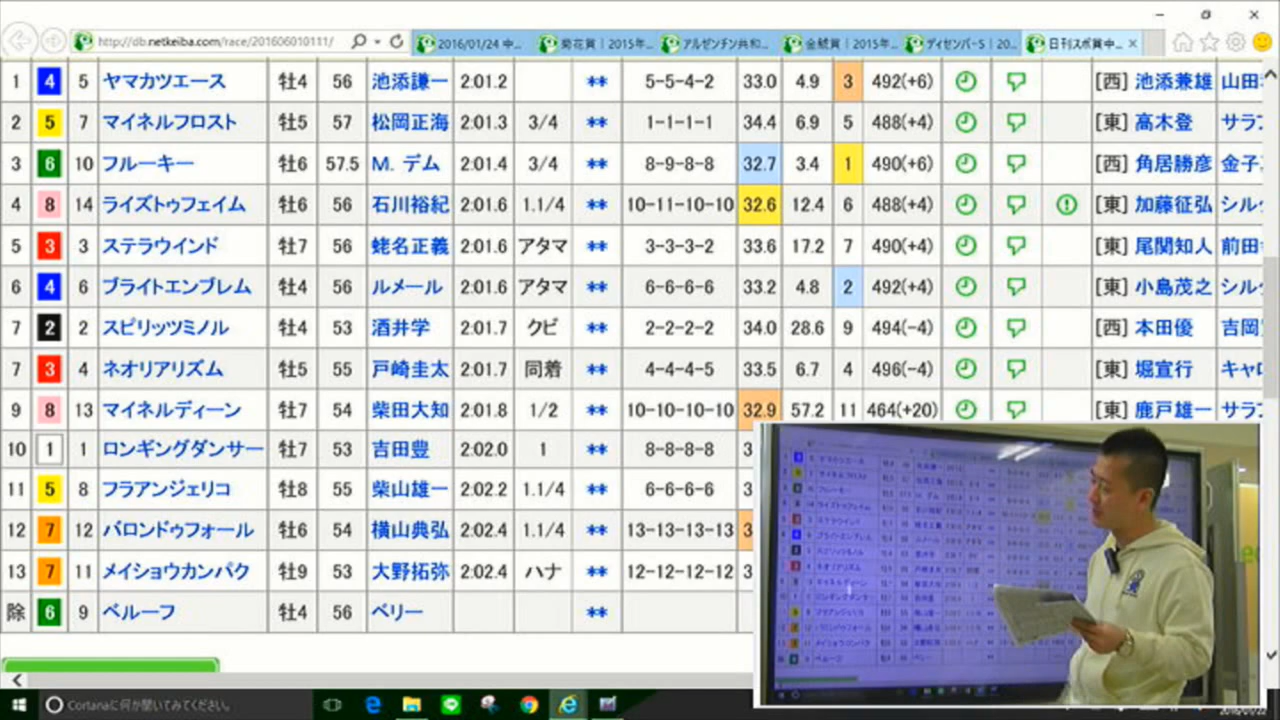 http://db.netkeiba.com/race/201606010111/
2016/01/24 中...
菊花賞｜2015年...
アルゼンチン共和...
金鯱賞｜2015年...
ディセンバーS｜20...
日刊スポ賞中...
1 4 5 ヤマカツエース 牡4 56 池添謙一 2:01.2 ** 5-5-4-2 33.0 4.9 3 492(+6) [西] 池添兼雄 山田
2 5 7 マイネルフロスト 牡5 57 松岡正海 2:01.3 3/4 ** 1-1-1-1 34.4 6.9 5 488(+4) [東] 高木登 サラ
3 6 10 フルーキー 牡6 57.5 M. デム 2:01.4 3/4 ** 8-9-8-8 32.7 3.4 1 490(+6) [西] 角居勝彦 金子
4 8 14 ライズトゥフェイム 牡6 56 石川裕紀 2:01.6 1.1/4 ** 10-11-10-10 32.6 12.4 6 488(+4) [東] 加藤征弘 シル
5 3 3 ステラウインド 牡7 56 蛯名正義 2:01.6 アタマ ** 3-3-3-2 33.6 17.2 7 490(+4) [東] 尾関知人 前田
6 4 6 ブライトエンブレム 牡4 56 ルメール 2:01.6 アタマ ** 6-6-6-6 33.2 4.8 2 492(+4) [東] 小島茂之 シル
7 2 2 スピリッツミノル 牡4 53 酒井学 2:01.7 クビ ** 2-2-2-2 34.0 28.6 9 494(-4) [西] 本田優 吉岡
7 3 4 ネオリアリズム 牡5 55 戸崎圭太 2:01.7 同着 ** 4-4-4-5 33.5 6.7 4 496(-4) [東] 堀宣行 キャロ
9 8 13 マイネルディーン 牡7 54 柴田大知 2:01.8 1/2 ** 10-10-10-10 32.9 57.2 11 464(+20) [東] 鹿戸雄一 サラ
10 1 1 ロンギングダンサー 牡7 53 吉田豊 2:02.0 1 ** 8-8-8-8 3
11 5 8 フラアンジェリコ 牡8 55 柴山雄一 2:02.2 1.1/4 ** 6-6-6-6 3
12 7 12 バロンドゥフォール 牡6 54 横山典弘 2:02.4 1.1/4 ** 13-13-13-13 3
13 7 11 メイショウカンパク 牡9 53 大野拓弥 2:02.4 ハナ ** 12-12-12-12 3
除 6 9 ベルーフ 牡4 56 ベリー **
Cortanaに何か聞いてみてください。